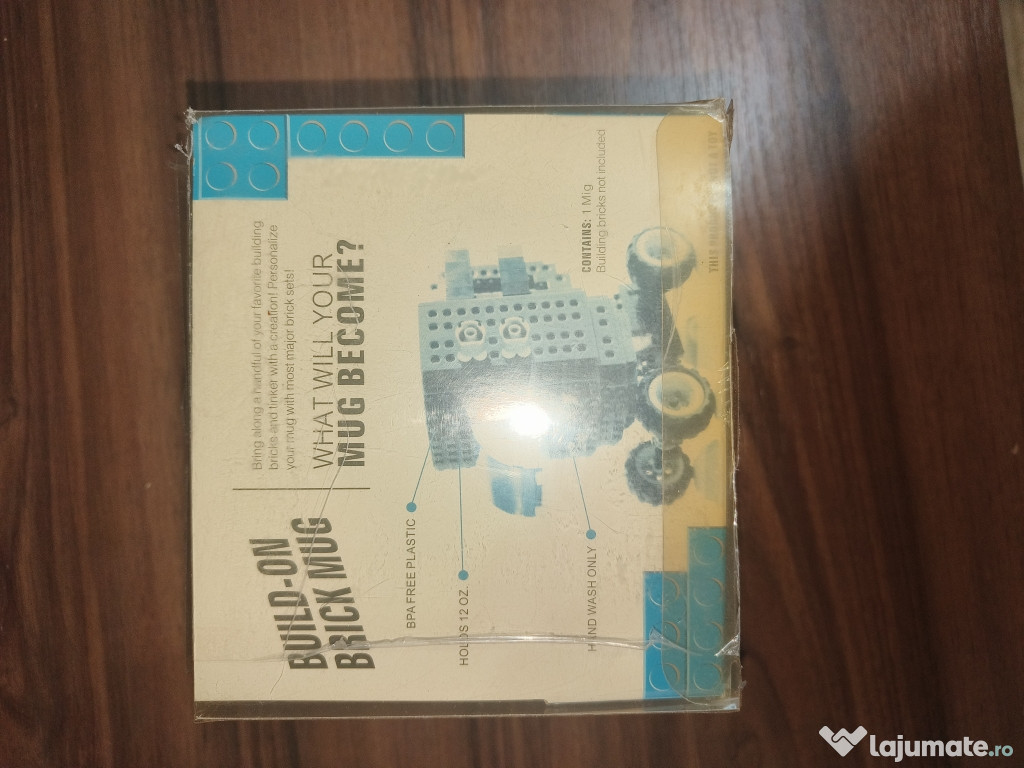 BUILD-ON
BRICK MUG
Bring along a handful of your favorite building
bricks and tinker with a creation! Personalize
your mug with most major brick sets!
WHAT WILL YOUR
MUG BECOME?
BPA FREE PLASTIC
HOLDS 12 OZ.
HAND WASH ONLY
CONTAINS: 1 Mig
Building bricks not included
lajumate.ro